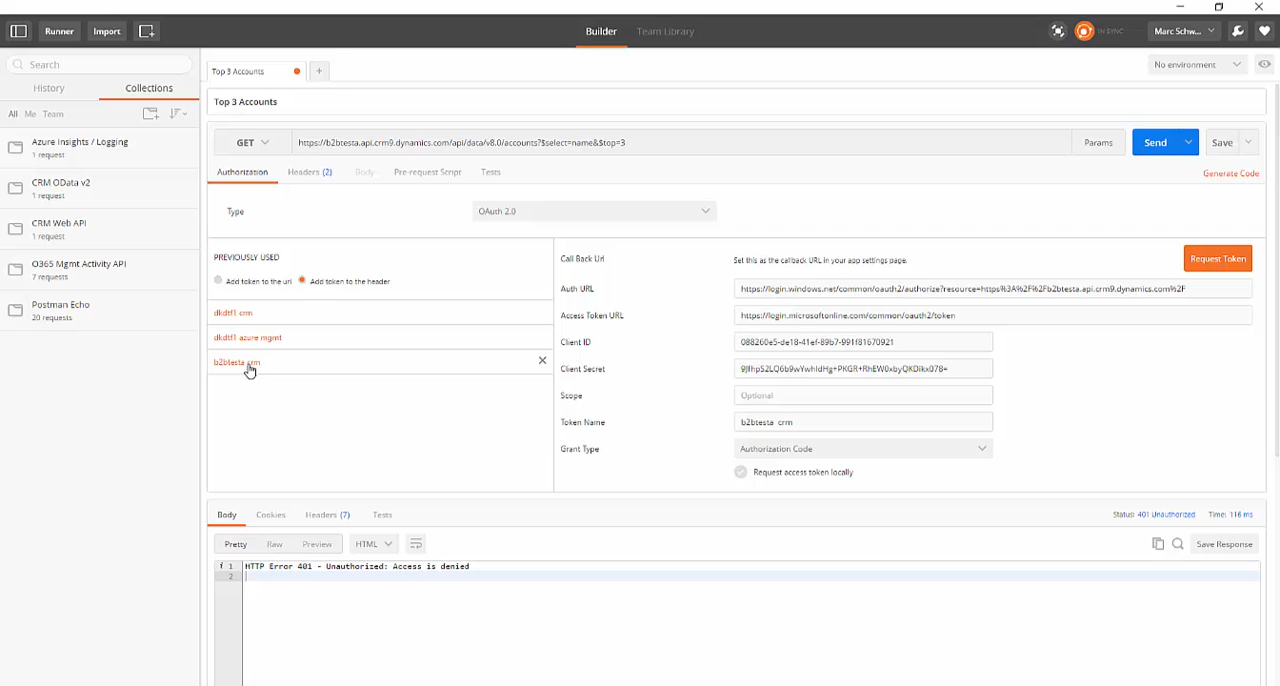 Runner
Import
Builder
Team Library
IN SYNC
Marc Schw...
Search
History
Collections
All Me Team
Azure Insights / Logging
1 request
CRM OData v2
1 request
CRM Web API
1 request
O365 Mgmt Activity API
7 requests
Postman Echo
20 requests
Top 3 Accounts
+
No environment
Top 3 Accounts
GET
https://b2btesta.api.crm9.dynamics.com/api/data/v8.0/accounts?$select=name&$top=3
Params
Send
Save
Authorization
Headers (2)
Body
Pre-request Script
Tests
Generate Code
Type
OAuth 2.0
PREVIOUSLY USED
Add token to the url
Add token to the header
dkdtf1 crm
dkdtf1 azure mgmt
b2btesta crm
Call Back Url
Set this as the callback URL in your app settings page.
Request Token
Auth URL
https://login.windows.net/common/oauth2/authorize?resource=https%3A%2F%2Fb2btesta.api.crm9.dynamics.com%2F
Access Token URL
https://login.microsoftonline.com/common/oauth2/token
Client ID
088260e5-de18-41ef-89b7-991f81670921
Client Secret
Scope
Optional
Token Name
b2btesta crm
Grant Type
Authorization Code
Request access token locally
Body
Cookies
Headers (7)
Tests
Status: 401 Unauthorized
Time: 116 ms
Pretty
Raw
Preview
HTML
Save Response
i 1 HTTP Error 401 - Unauthorized: Access is denied
2